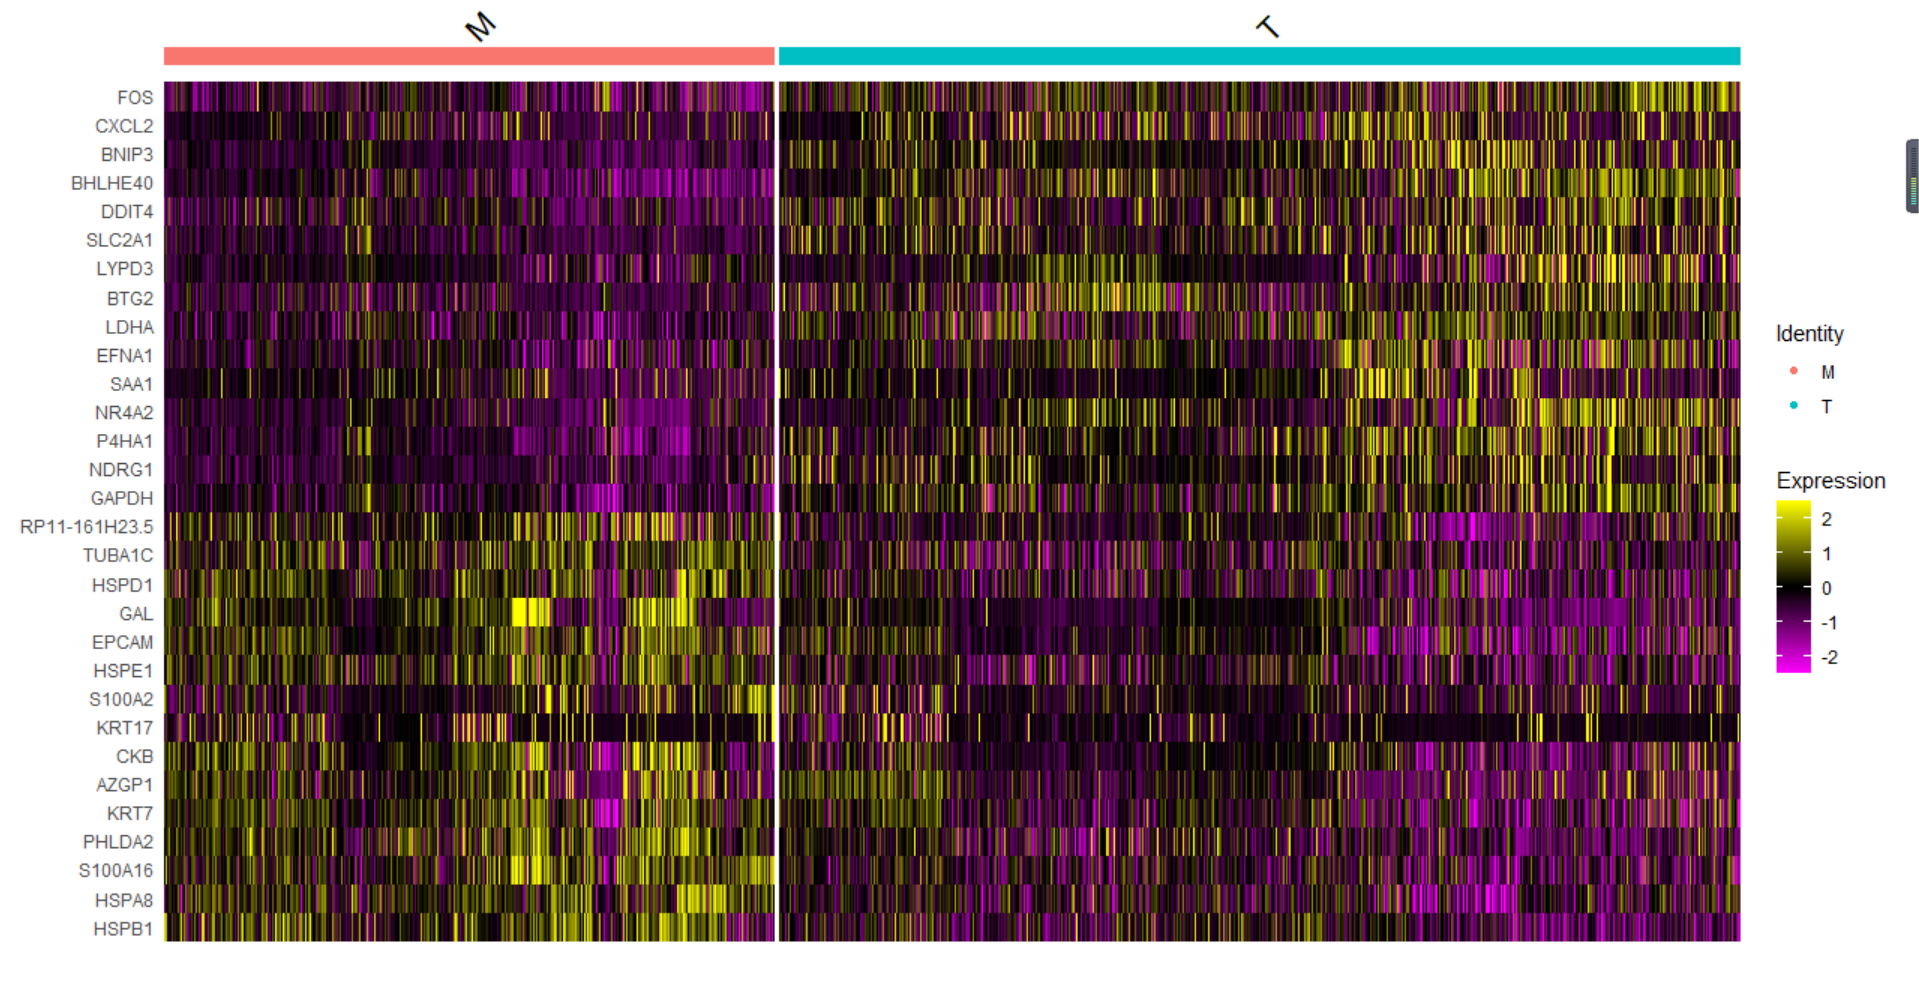 M
T
FOS
CXCL2
BNIP3
BHLHE40
DDIT4
SLC2A1
LYPD3
BTG2
LDHA
EFNA1
SAA1
NR4A2
P4HA1
NDRG1
GAPDH
RP11-161H23.5
TUBA1C
HSPD1
GAL
EPCAM
HSPE1
S100A2
KRT17
CKB
AZGP1
KRT7
PHLDA2
S100A16
HSPA8
HSPB1
Identity
M
T
Expression
2
1
0
-1
-2